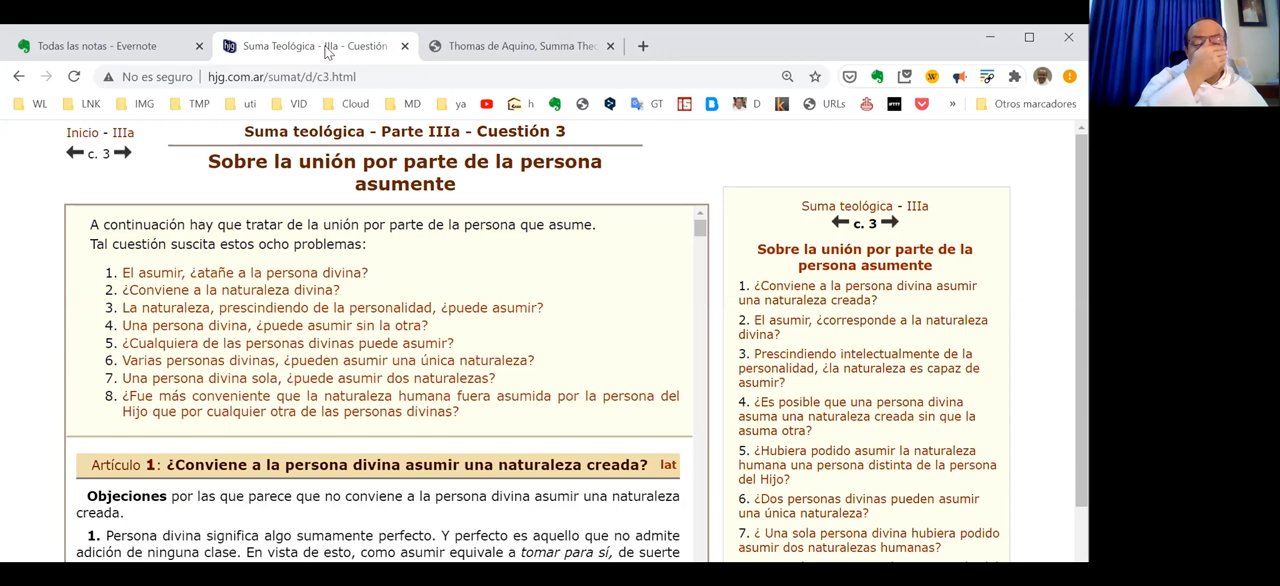 Todas las notas - Evernote
Suma Teológica - IIIa - Cuestión
Thomas de Aquino, Summa Theo
No es seguro
hjg.com.ar/sumat/d/c3.html
WL LNK IMG TMP uti VID Cloud MD ya h GT D URLs » Otros marcadores
Inicio - IIIa
c. 3
Suma teológica - Parte IIIa - Cuestión 3
Sobre la unión por parte de la persona
asumente
A continuación hay que tratar de la unión por parte de la persona que asume.
Tal cuestión suscita estos ocho problemas:
1. El asumir, ¿atañe a la persona divina?
2. ¿Conviene a la naturaleza divina?
3. La naturaleza, prescindiendo de la personalidad, ¿puede asumir?
4. Una persona divina, ¿puede asumir sin la otra?
5. ¿Cualquiera de las personas divinas puede asumir?
6. Varias personas divinas, ¿pueden asumir una única naturaleza?
7. Una persona divina sola, ¿puede asumir dos naturalezas?
8. ¿Fue más conveniente que la naturaleza humana fuera asumida por la persona del
Hijo que por cualquier otra de las personas divinas?
Artículo 1: ¿Conviene a la persona divina asumir una naturaleza creada? lat
Objeciones por las que parece que no conviene a la persona divina asumir una naturaleza
creada.
1. Persona divina significa algo sumamente perfecto. Y perfecto es aquello que no admite
adición de ninguna clase. En vista de esto, como asumir equivale a tomar para sí, de suerte
Suma teológica - IIIa
c. 3
Sobre la unión por parte de la
persona asumente
1. ¿Conviene a la persona divina asumir
una naturaleza creada?
2. El asumir, ¿corresponde a la naturaleza
divina?
3. Prescindiendo intelectualmente de la
personalidad, ¿la naturaleza es capaz de
asumir?
4. ¿Es posible que una persona divina
asuma una naturaleza creada sin que la
asuma otra?
5. ¿Hubiera podido asumir la naturaleza
humana una persona distinta de la persona
del Hijo?
6. ¿Dos personas divinas pueden asumir
una única naturaleza?
7. ¿ Una sola persona divina hubiera podido
asumir dos naturalezas humanas?